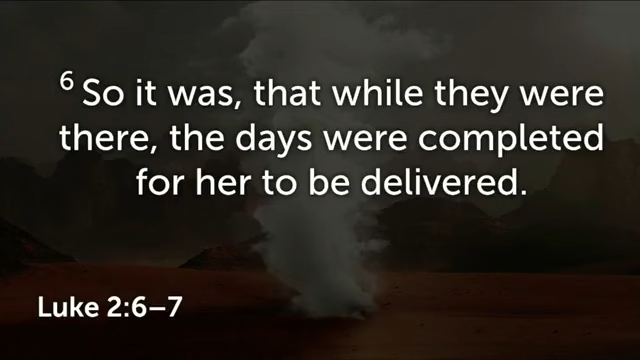 6 So it was, that while they were
there, the days were completed
for her to be delivered.
Luke 2:6–7